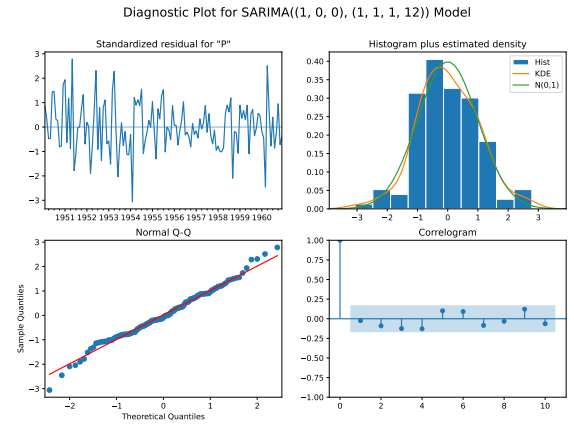 Diagnostic Plot for SARIMA((1, 0, 0), (1, 1, 1, 12)) Model
Standardized residual for "P"
3
2
1
0
−1
−2
−3
1951 1952 1953 1954 1955 1956 1957 1958 1959 1960
Histogram plus estimated density
Hist
KDE
N(0,1)
0.40
0.35
0.30
0.25
0.20
0.15
0.10
0.05
0.00
−3 −2 −1 0 1 2 3
Normal Q-Q
Sample Quantiles
3
2
1
0
−1
−2
−3
−2 −1 0 1 2
Theoretical Quantiles
Correlogram
1.00
0.75
0.50
0.25
0.00
−0.25
−0.50
−0.75
−1.00
0 2 4 6 8 10